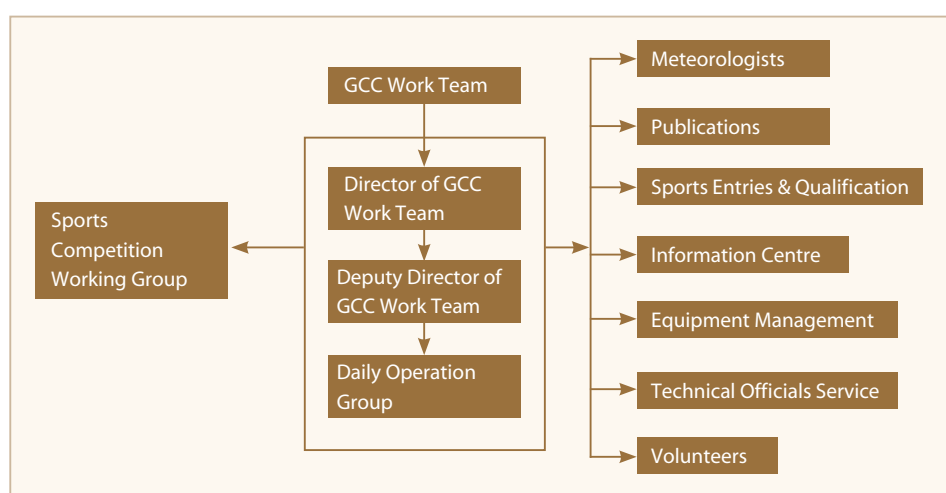 GCC Work Team
Director of GCC
Work Team
Deputy Director of
GCC Work Team
Daily Operation
Group
Sports
Competition
Working Group
Meteorologists
Publications
Sports Entries & Qualification
Information Centre
Equipment Management
Technical Officials Service
Volunteers